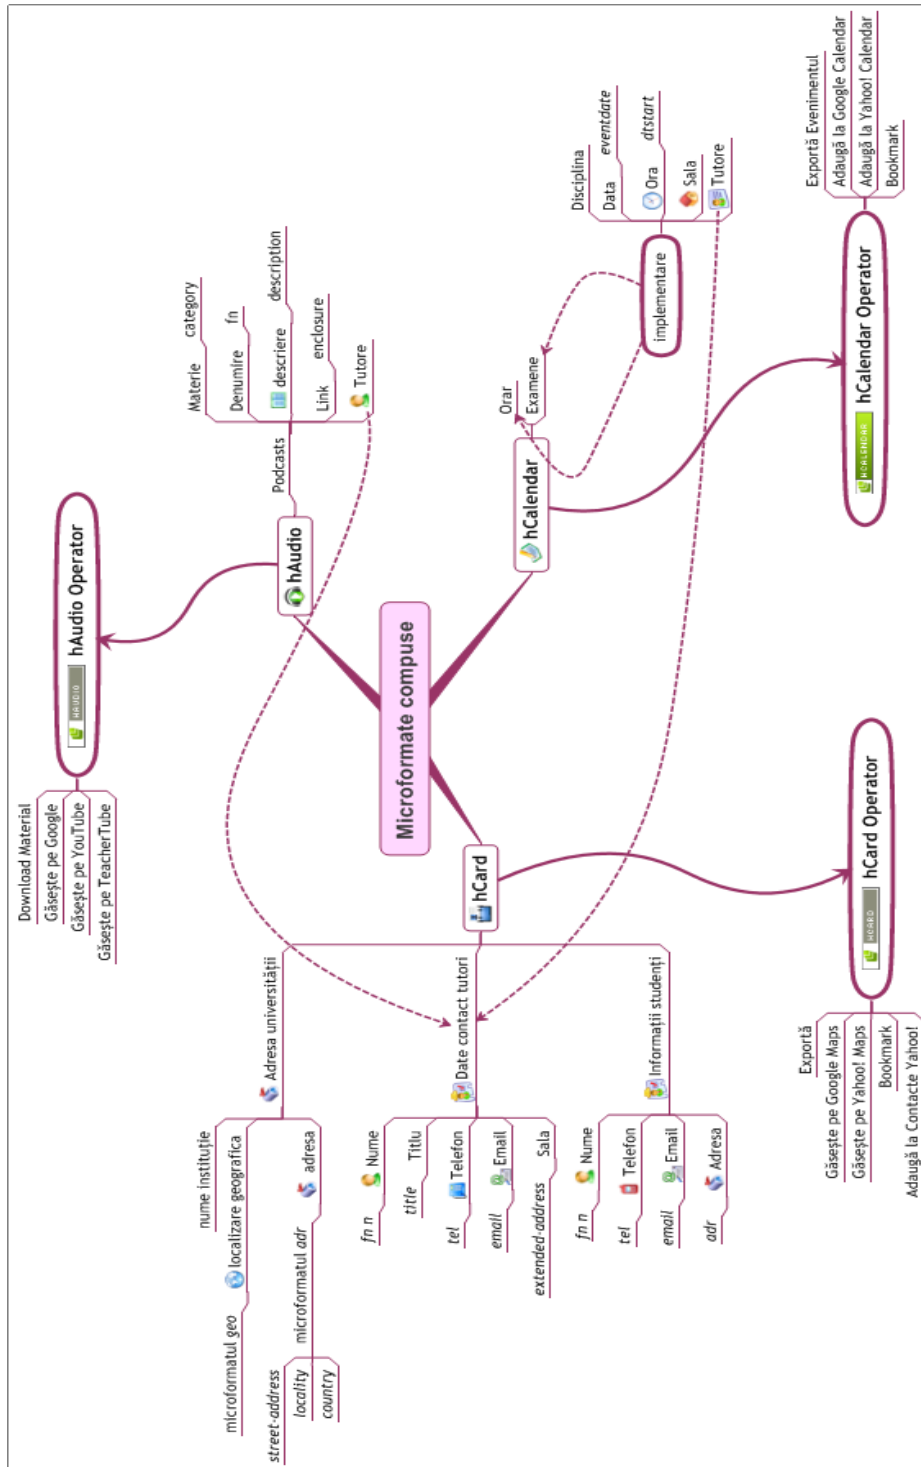 Microformate compuse
hAudio
Podcasts
Materie
category
Denumire
fn
descriere
description
Link
enclosure
Tutore
HAUDIO
hAudio Operator
Download Material
Găsește pe Google
Găsește pe YouTube
Găsește pe TeacherTube
hCalendar
Orar
Examene
implementare
Disciplina
Data
eventdate
Ora
dtstart
Sala
Tutore
HCALENDAR
hCalendar Operator
Exportă Evenimentul
Adaugă la Google Calendar
Adaugă la Yahoo! Calendar
Bookmark
hCard
Adresa universității
nume instituție
localizare geografica
microformatul geo
adresa
microformatul adr
street-address
locality
country
Date contact tutori
Nume
fn n
Titlu
title
Telefon
tel
Email
email
Sala
extended-address
Informații studenți
Nume
fn n
Telefon
tel
Email
email
Adresa
adr
HCARD
hCard Operator
Exportă
Găsește pe Google Maps
Găsește pe Yahoo! Maps
Bookmark
Adaugă la Contacte Yahoo!